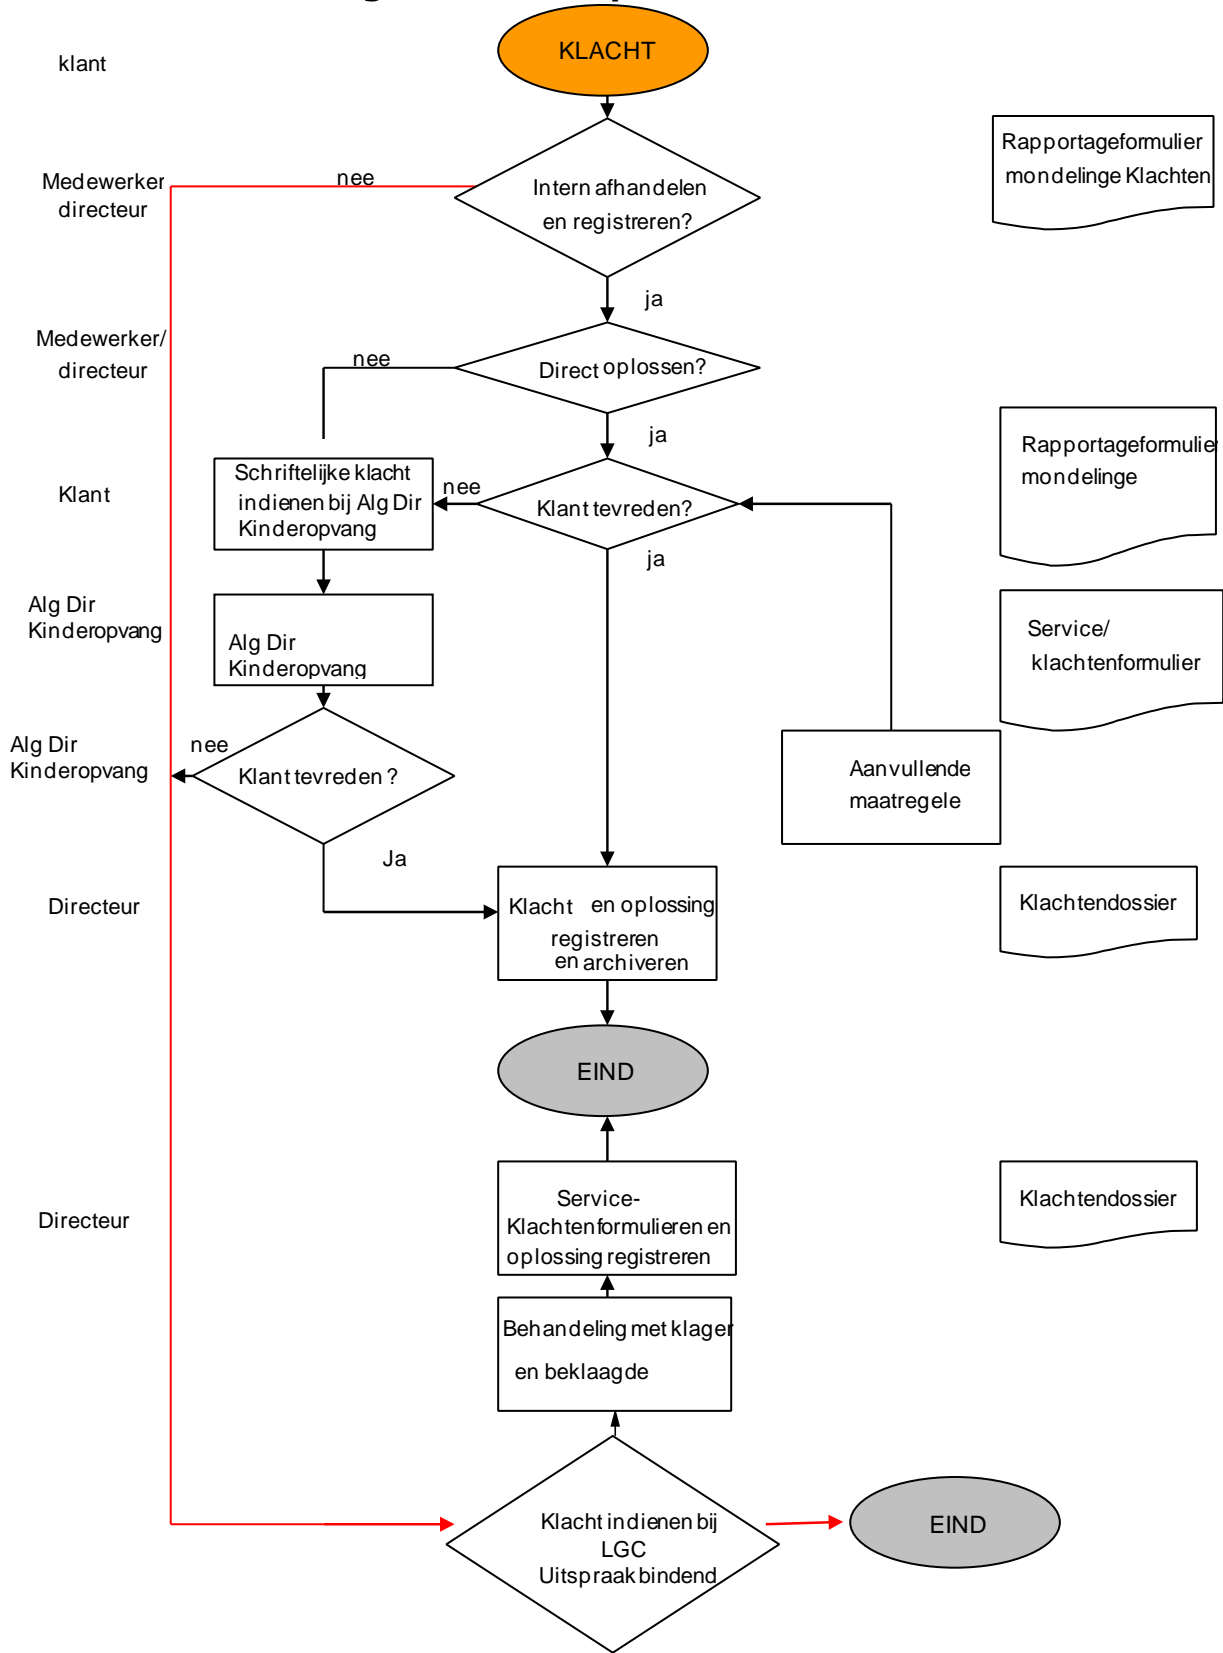 KLACHT
klant
Rapportageformulier
mondelinge Klachten
Medewerker
directeur
nee
Intern afhandelen
en registreren?
ja
Medewerker/
directeur
nee
Direct oplossen?
ja
Rapportageformulie
mondelinge
Klant
Schriftelijke klacht
indienen bij Alg Dir
Kinderopvang
nee
Klant tevreden?
ja
Alg Dir
Kinderopvang
Alg Dir
Kinderopvang
Service/
klachtenformulier
Alg Dir
Kinderopvang
nee
Klant tevreden ?
Aanvullende
maatregele
Ja
Directeur
Klacht en oplossing
registreren
en archiveren
Klachtendossier
EIND
Directeur
Service-
Klachtenformulieren en
oplossing registreren
Klachtendossier
Behandeling met klager
en beklaagde
Klacht indienen bij
LGC
Uitspraak bindend
EIND